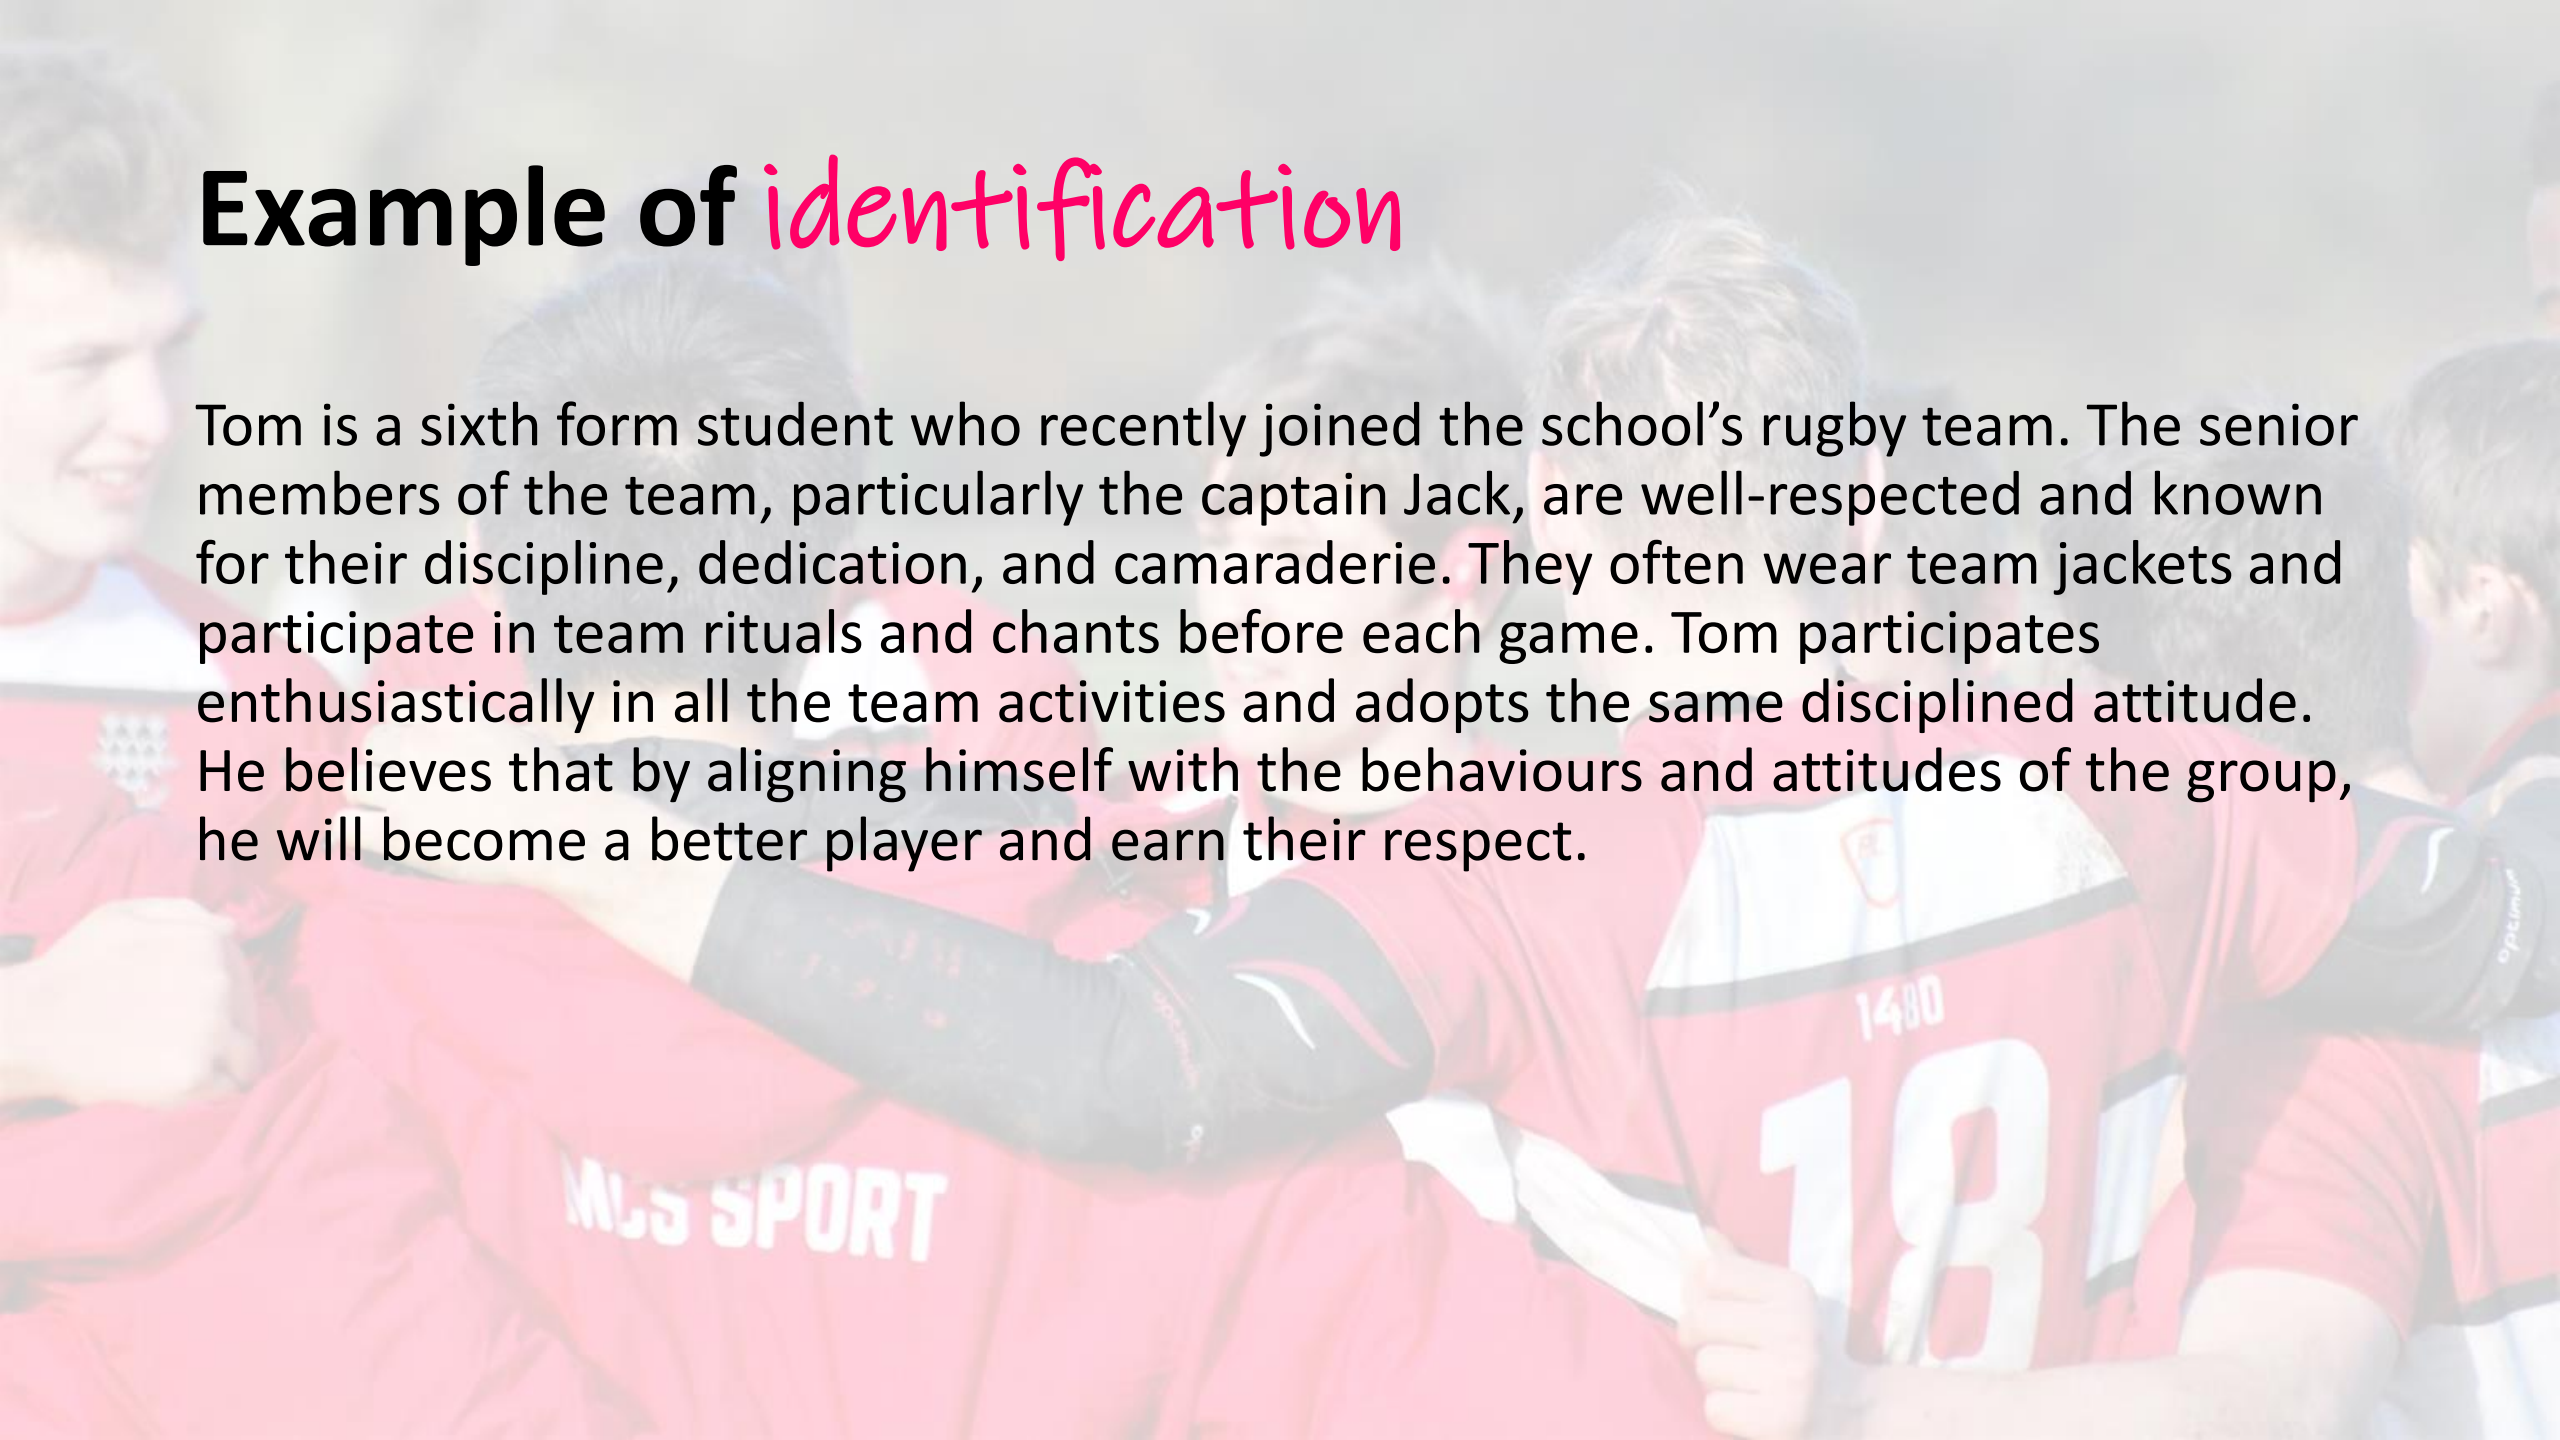 Example of identification
Tom is a sixth form student who recently joined the school’s rugby team. The senior
members of the team, particularly the captain Jack, are well-respected and known
for their discipline, dedication, and camaraderie. They often wear team jackets and
participate in team rituals and chants before each game. Tom participates
enthusiastically in all the team activities and adopts the same disciplined attitude.
He believes that by aligning himself with the behaviours and attitudes of the group,
he will become a better player and earn their respect.
optimum
1480
18
MCS SPORT